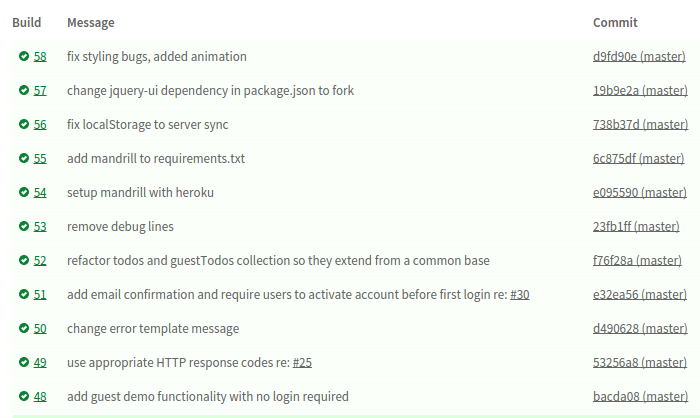 Build Message Commit
58 fix styling bugs, added animation d9fd90e (master)
57 change jquery-ui dependency in package.json to fork 19b9e2a (master)
56 fix localStorage to server sync 738b37d (master)
55 add mandrill to requirements.txt 6c875df (master)
54 setup mandrill with heroku e095590 (master)
53 remove debug lines 23fb1ff (master)
52 refactor todos and guestTodos collection so they extend from a common base f76f28a (master)
51 add email confirmation and require users to activate account before first login re: #30 e32ea56 (master)
50 change error template message d490628 (master)
49 use appropriate HTTP response codes re: #25 53256a8 (master)
48 add guest demo functionality with no login required bacda08 (master)